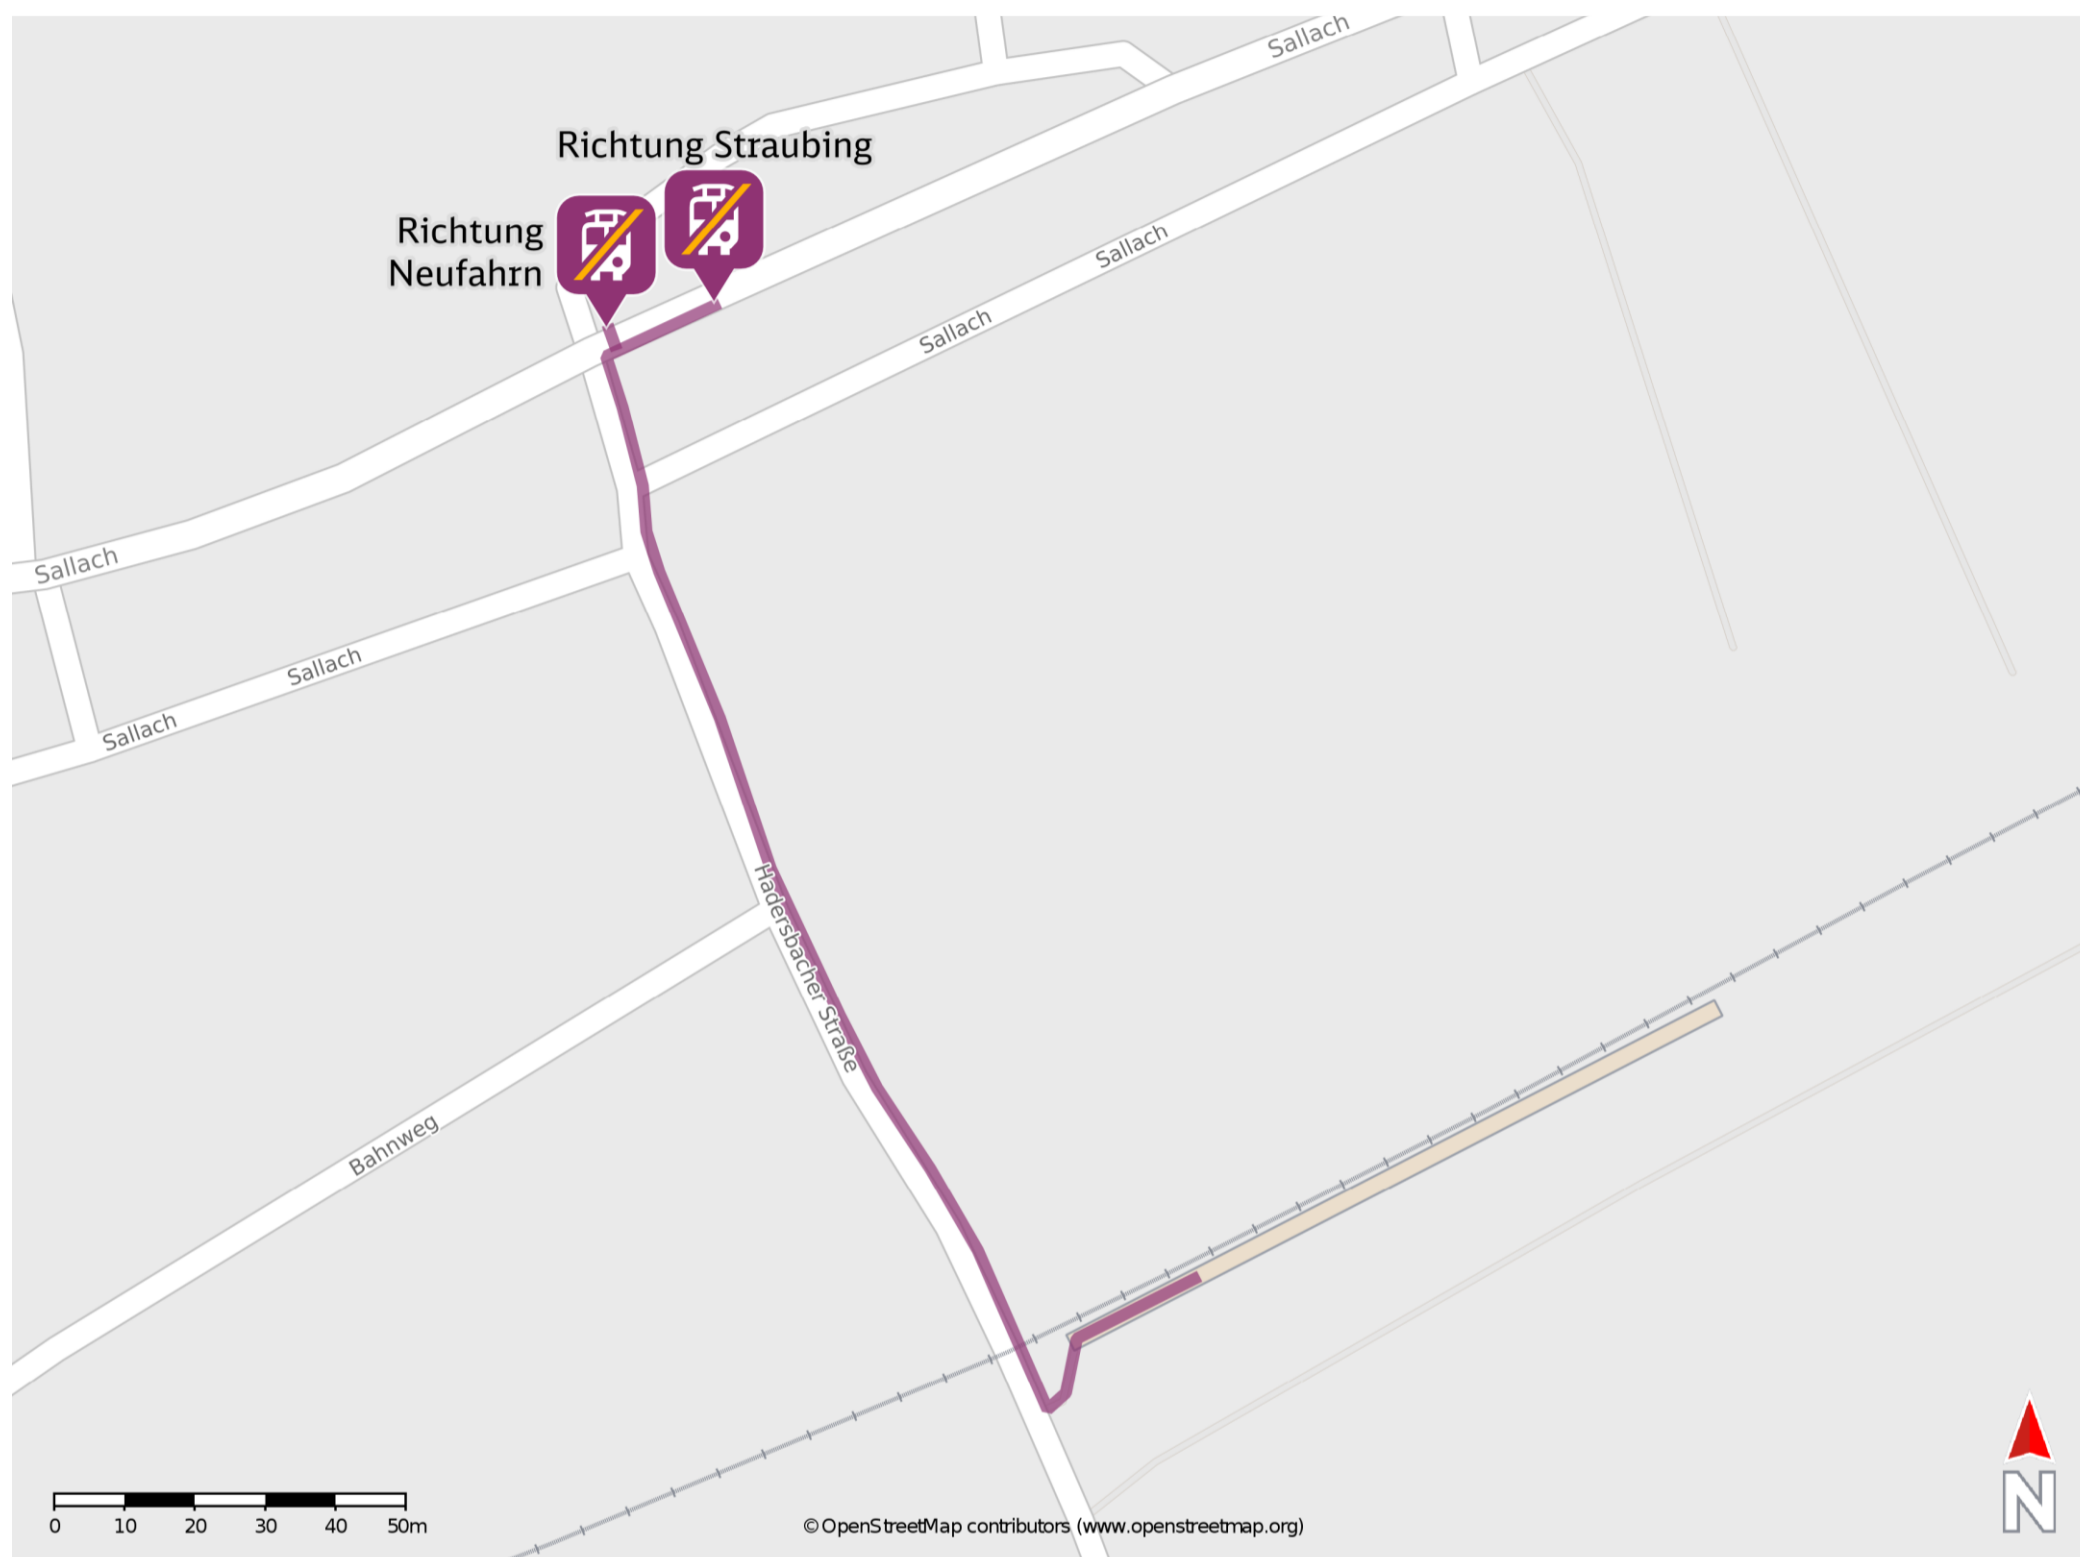 Sallach
Richtung Straubing
Richtung
Neufahrn
Sallach
Sallach
Sallach
Sallach
Sallach
Hadersbacher Straße
Bahnweg
0 10 20 30 40 50m
© OpenStreetMap contributors (www.openstreetmap.org)
N